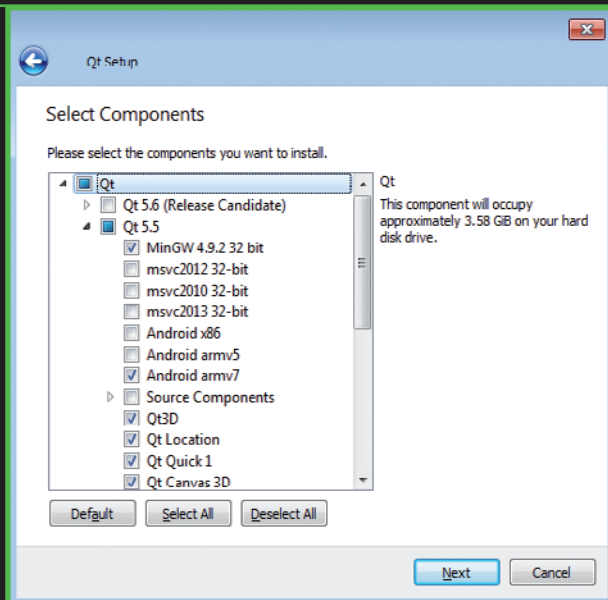 Qt Setup
Select Components
Please select the components you want to install.
Qt
Qt 5.6 (Release Candidate)
Qt 5.5
MinGW 4.9.2 32 bit
msvc2012 32-bit
msvc2010 32-bit
msvc2013 32-bit
Android x86
Android armv5
Android armv7
Source Components
Qt3D
Qt Location
Qt Quick 1
Qt Canvas 3D
Qt
This component will occupy
approximately 3.58 GiB on your hard
disk drive.
Default
Select All
Deselect All
Next
Cancel